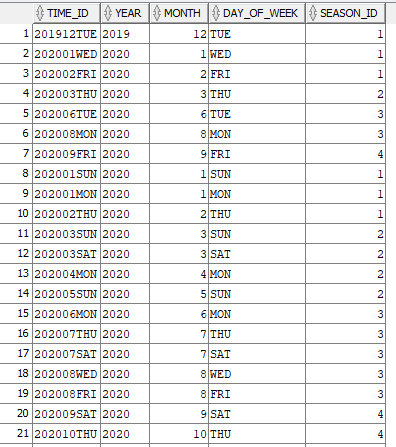 TIME_ID YEAR MONTH DAY_OF_WEEK SEASON_ID
1 201912TUE 2019 12 TUE 1
2 202001WED 2020 1 WED 1
3 202002FRI 2020 2 FRI 1
4 202003THU 2020 3 THU 2
5 202006TUE 2020 6 TUE 3
6 202008MON 2020 8 MON 3
7 202009FRI 2020 9 FRI 4
8 202001SUN 2020 1 SUN 1
9 202001MON 2020 1 MON 1
10 202002THU 2020 2 THU 1
11 202003SUN 2020 3 SUN 2
12 202003SAT 2020 3 SAT 2
13 202004MON 2020 4 MON 2
14 202005SUN 2020 5 SUN 2
15 202006MON 2020 6 MON 3
16 202007THU 2020 7 THU 3
17 202007SAT 2020 7 SAT 3
18 202008WED 2020 8 WED 3
19 202008FRI 2020 8 FRI 3
20 202009SAT 2020 9 SAT 4
21 202010THU 2020 10 THU 4